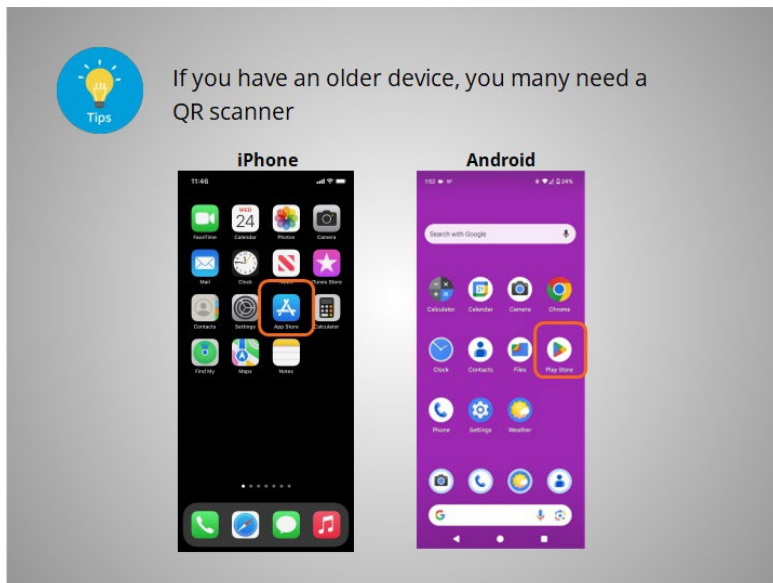 If you have an older device, you many need a
QR scanner
Tips
iPhone
Android
11:46
WED
24
FaceTime Calendar Photos Camera
Mail Clock iTunes Store
Contacts Settings App Store Calculator
Find My Maps Notes
1:52
Search with Google
Calculator Calendar Camera Chrome
Clock Contacts Files Play Store
Phone Settings Weather